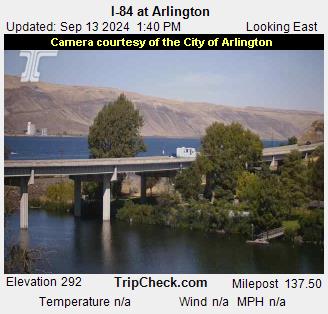 I-84 at Arlington
Updated: Sep 13 2024 1:40 PM Looking East
Camera courtesy of the City of Arlington
Elevation 292 TripCheck.com Milepost 137.50
Temperature n/a Wind n/a MPH n/a